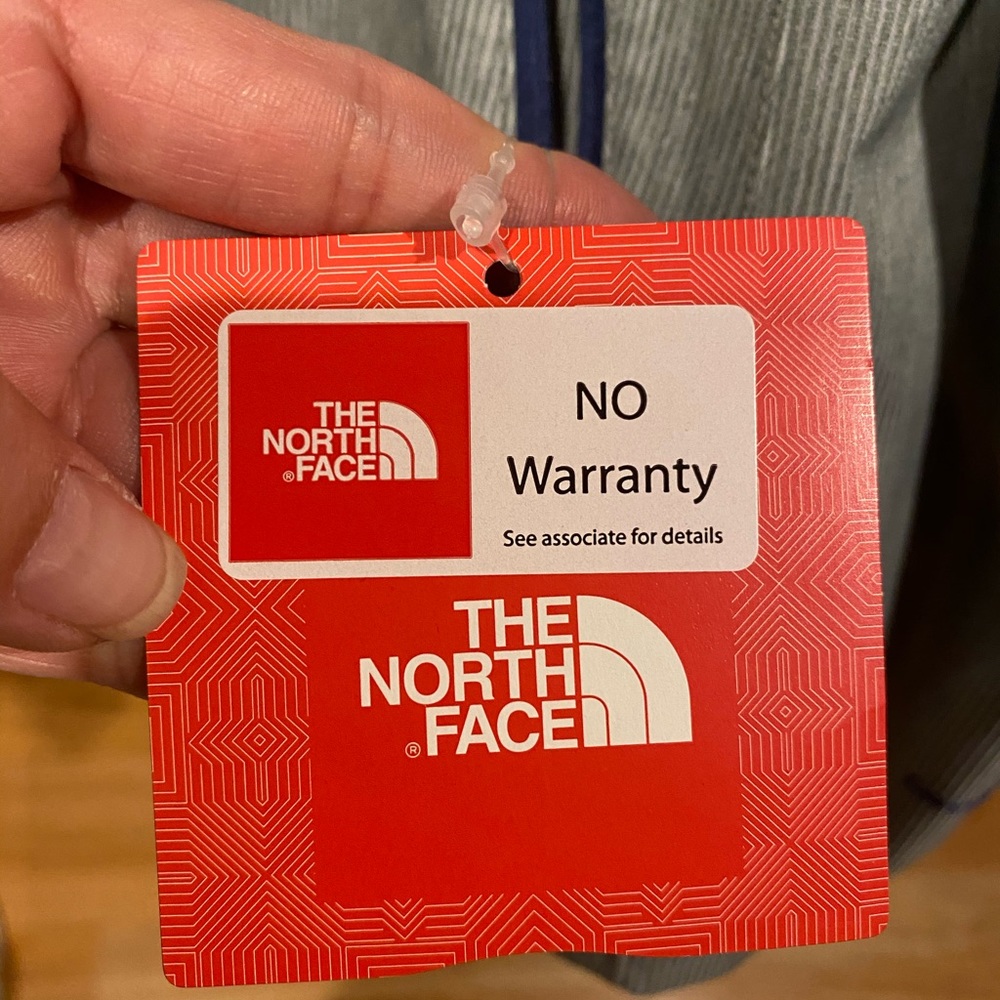 THE
NORTH
®FACE
NO
Warranty
See associate for details
THE
NORTH
®FACE